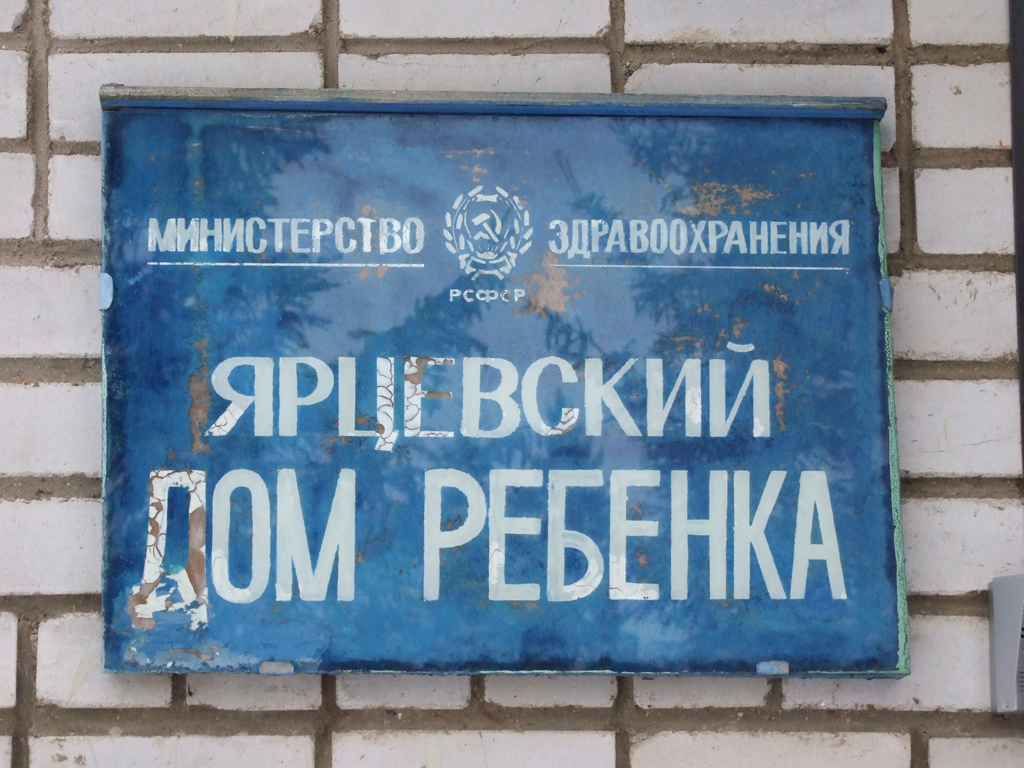 МИНИСТЕРСТВО ЗДРАВООХРАНЕНИЯ
РСФСР
ЯРЦЕВСКИЙ
ДОМ РЕБЕНКА